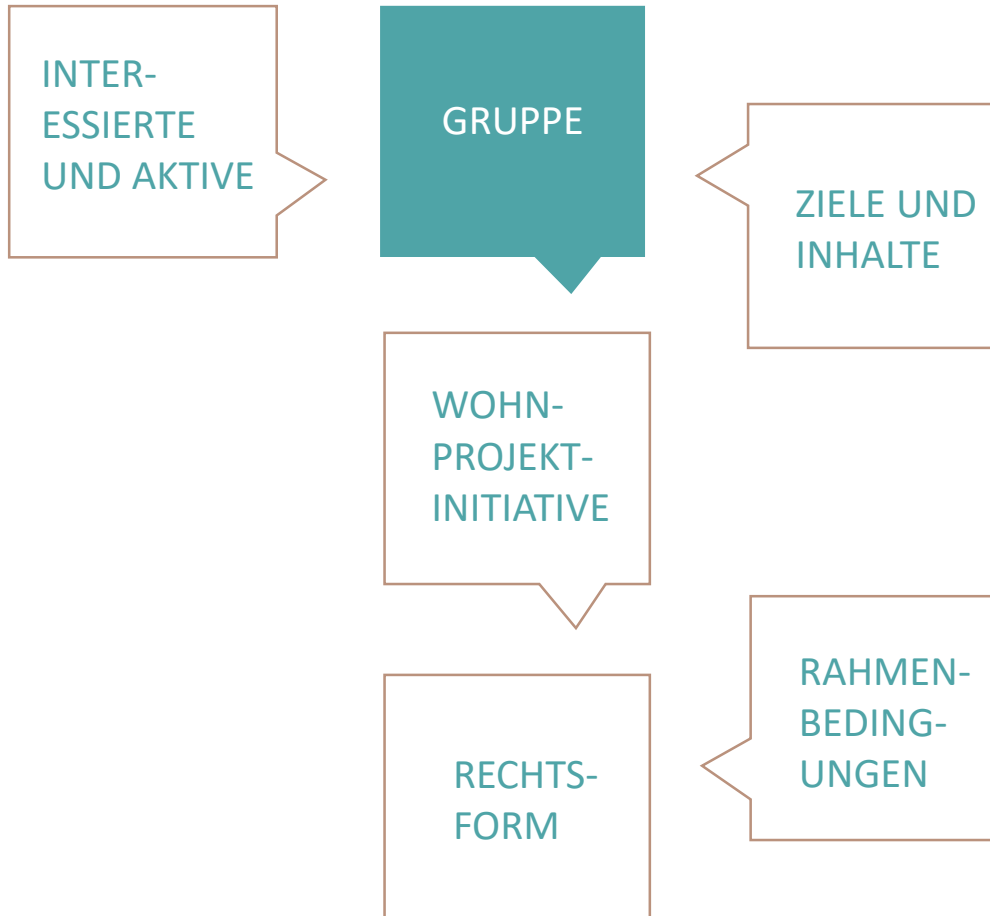 INTER-
ESSIERTE
UND AKTIVE
GRUPPE
ZIELE UND
INHALTE
WOHN-
PROJEKT-
INITIATIVE
RAHMEN-
BEDING-
UNGEN
RECHTS-
FORM